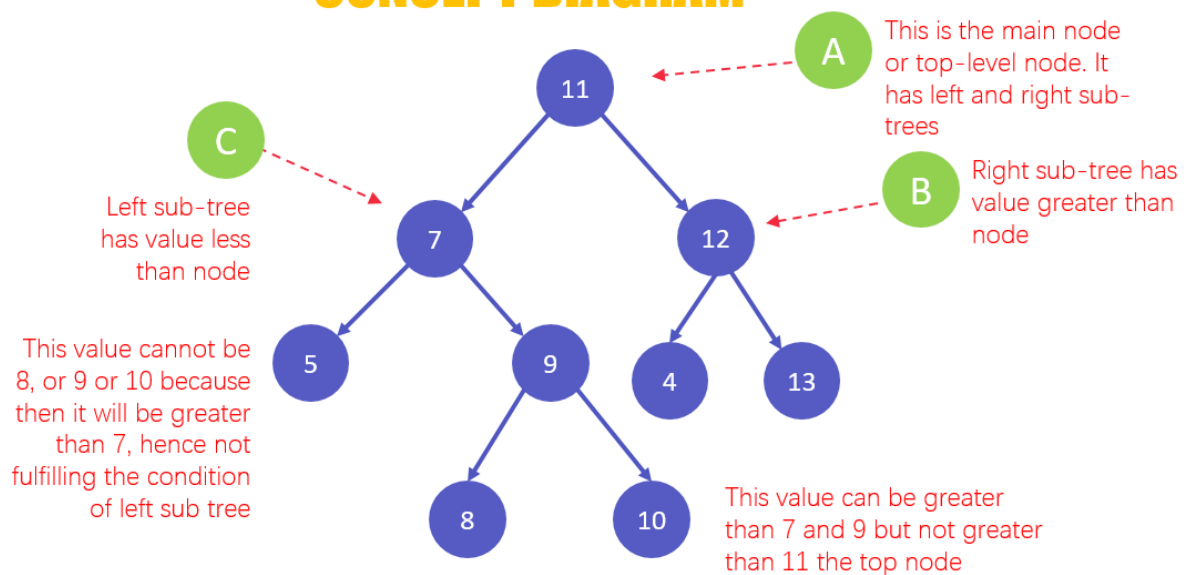 11
A
This is the main node
or top-level node. It
has left and right sub-
trees
C
Left sub-tree
has value less
than node
7
12
B
Right sub-tree has
value greater than
node
This value cannot be
8, or 9 or 10 because
then it will be greater
than 7, hence not
fulfilling the condition
of left sub tree
5
9
4
13
8
10
This value can be greater
than 7 and 9 but not greater
than 11 the top node